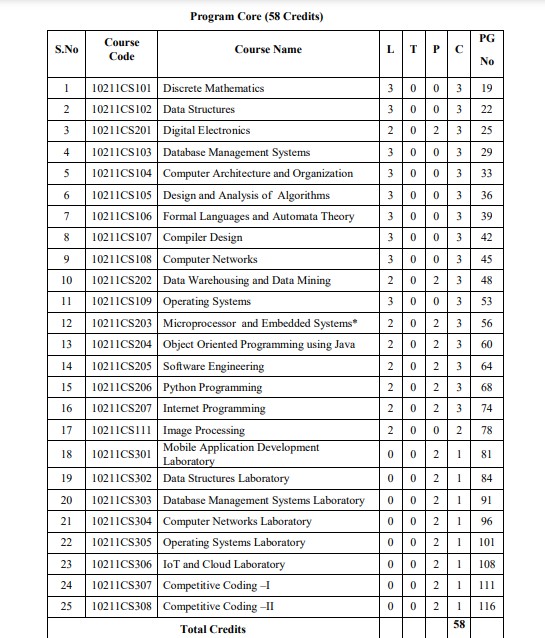 Program Core (58 Credits)
S.No Course Code Course Name L T P C PG No
1 10211CS101 Discrete Mathematics 3 0 0 3 19
2 10211CS102 Data Structures 3 0 0 3 22
3 10211CS201 Digital Electronics 2 0 2 3 25
4 10211CS103 Database Management Systems 3 0 0 3 29
5 10211CS104 Computer Architecture and Organization 3 0 0 3 33
6 10211CS105 Design and Analysis of Algorithms 3 0 0 3 36
7 10211CS106 Formal Languages and Automata Theory 3 0 0 3 39
8 10211CS107 Compiler Design 3 0 0 3 42
9 10211CS108 Computer Networks 3 0 0 3 45
10 10211CS202 Data Warehousing and Data Mining 2 0 2 3 48
11 10211CS109 Operating Systems 3 0 0 3 53
12 10211CS203 Microprocessor and Embedded Systems* 2 0 2 3 56
13 10211CS204 Object Oriented Programming using Java 2 0 2 3 60
14 10211CS205 Software Engineering 2 0 2 3 64
15 10211CS206 Python Programming 2 0 2 3 68
16 10211CS207 Internet Programming 2 0 2 3 74
17 10211CS111 Image Processing 2 0 0 2 78
18 10211CS301 Mobile Application Development Laboratory 0 0 2 1 81
19 10211CS302 Data Structures Laboratory 0 0 2 1 84
20 10211CS303 Database Management Systems Laboratory 0 0 2 1 91
21 10211CS304 Computer Networks Laboratory 0 0 2 1 96
22 10211CS305 Operating Systems Laboratory 0 0 2 1 101
23 10211CS306 IoT and Cloud Laboratory 0 0 2 1 108
24 10211CS307 Competitive Coding –I 0 0 2 1 111
25 10211CS308 Competitive Coding –II 0 0 2 1 116
Total Credits 58